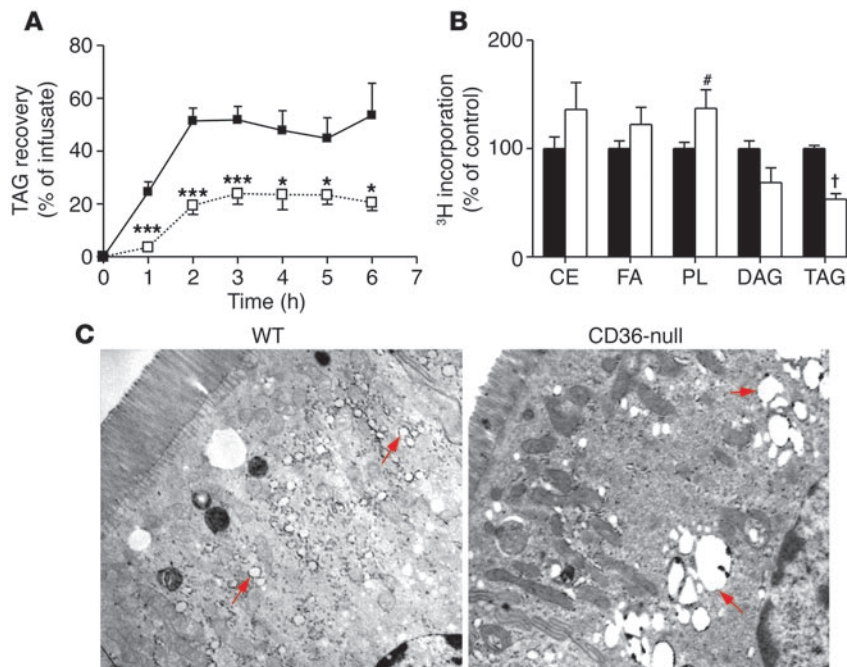 A
TAG recovery
(% of infusate)
80
60
40
20
0
***
***
***
*
*
*
0 1 2 3 4 5 6 7
Time (h)
B
³H incorporation
(% of control)
200
100
0
#
†
CE FA PL DAG TAG
C
WT
CD36-null